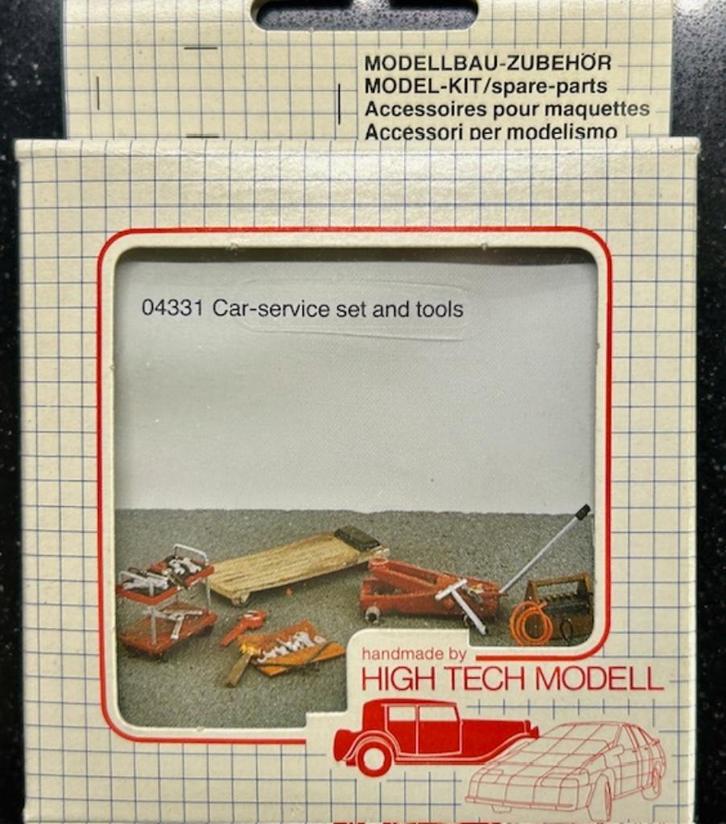 MODELLBAU-ZUBEHÖR
MODEL-KIT/spare-parts
Accessoires pour maquettes
Accessori per modelismo
04331 Car-service set and tools
handmade by
HIGH TECH MODELL